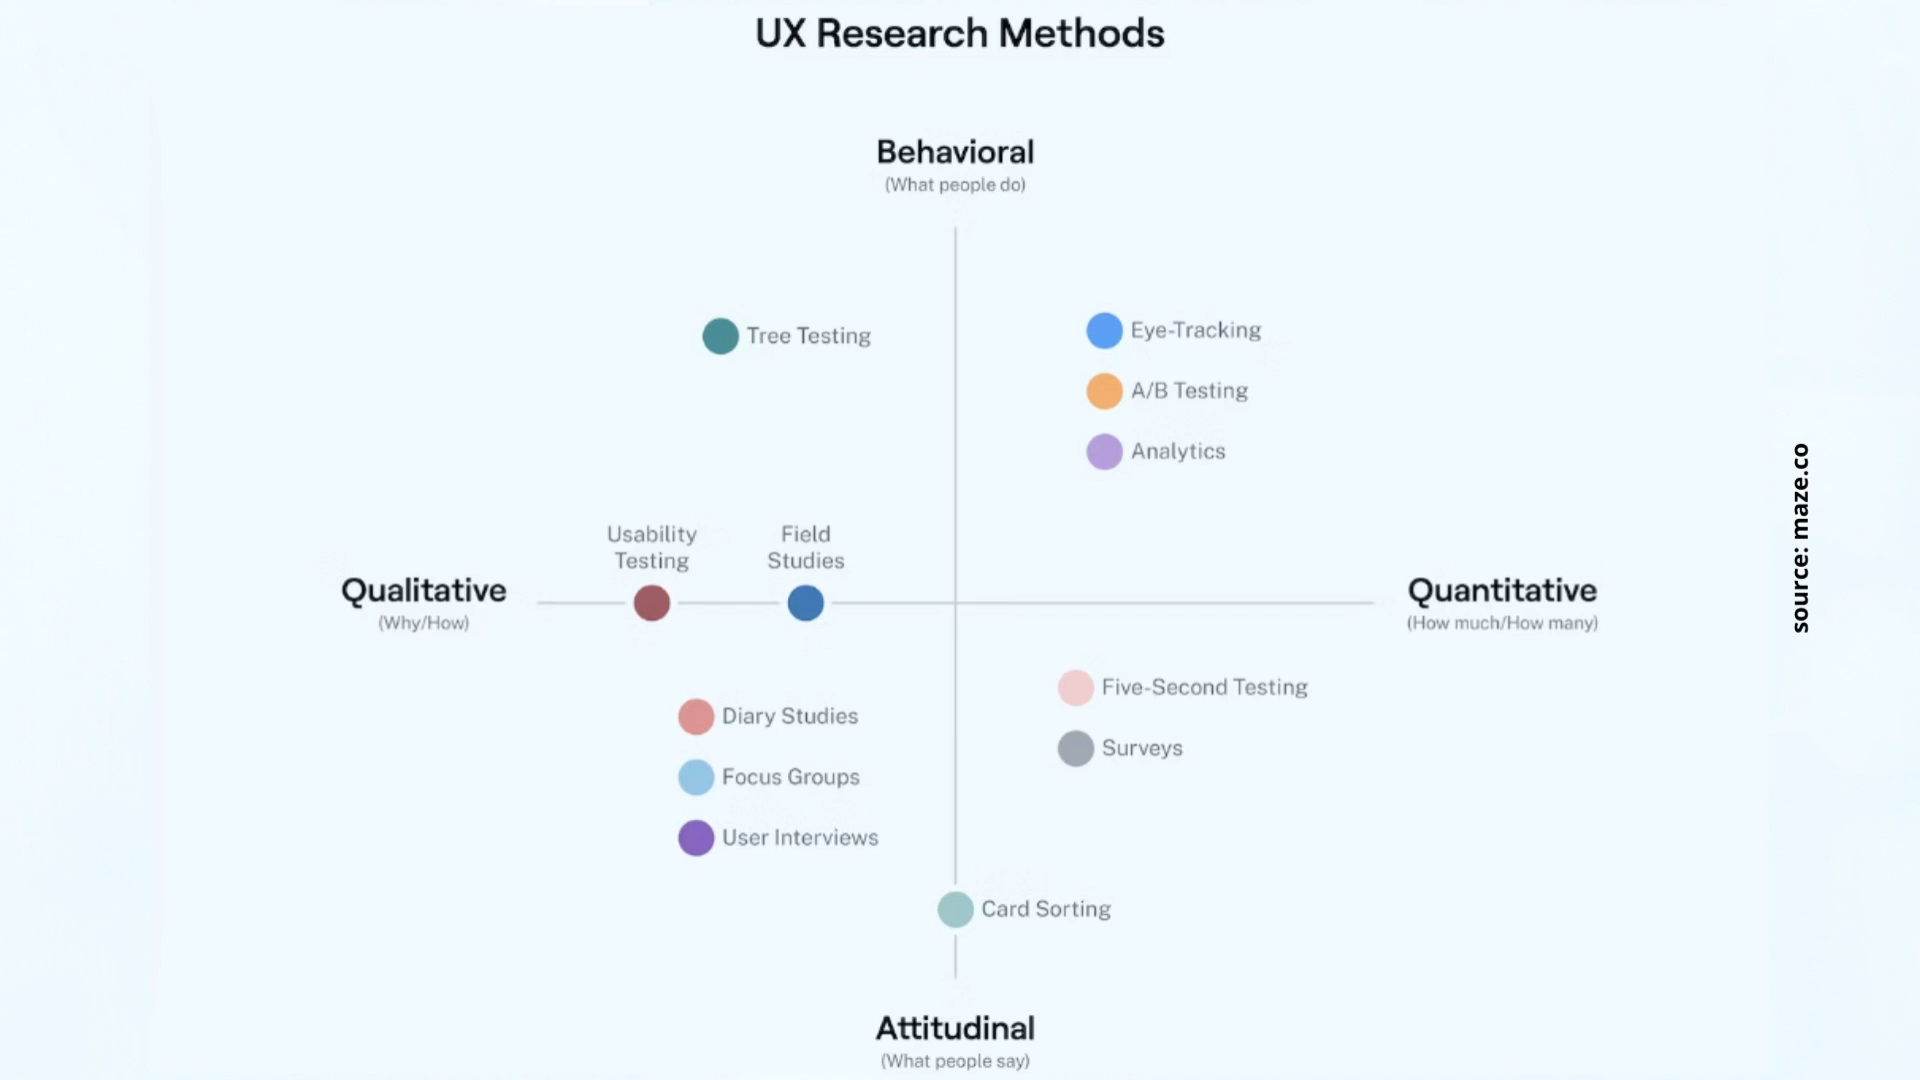 UX Research Methods
Behavioral
(What people do)
Tree Testing
Eye-Tracking
A/B Testing
Analytics
Usability
Testing
Field
Studies
Qualitative
(Why/How)
Quantitative
(How much/How many)
Five-Second Testing
Surveys
Diary Studies
Focus Groups
User Interviews
Card Sorting
Attitudinal
(What people say)
source: maze.co